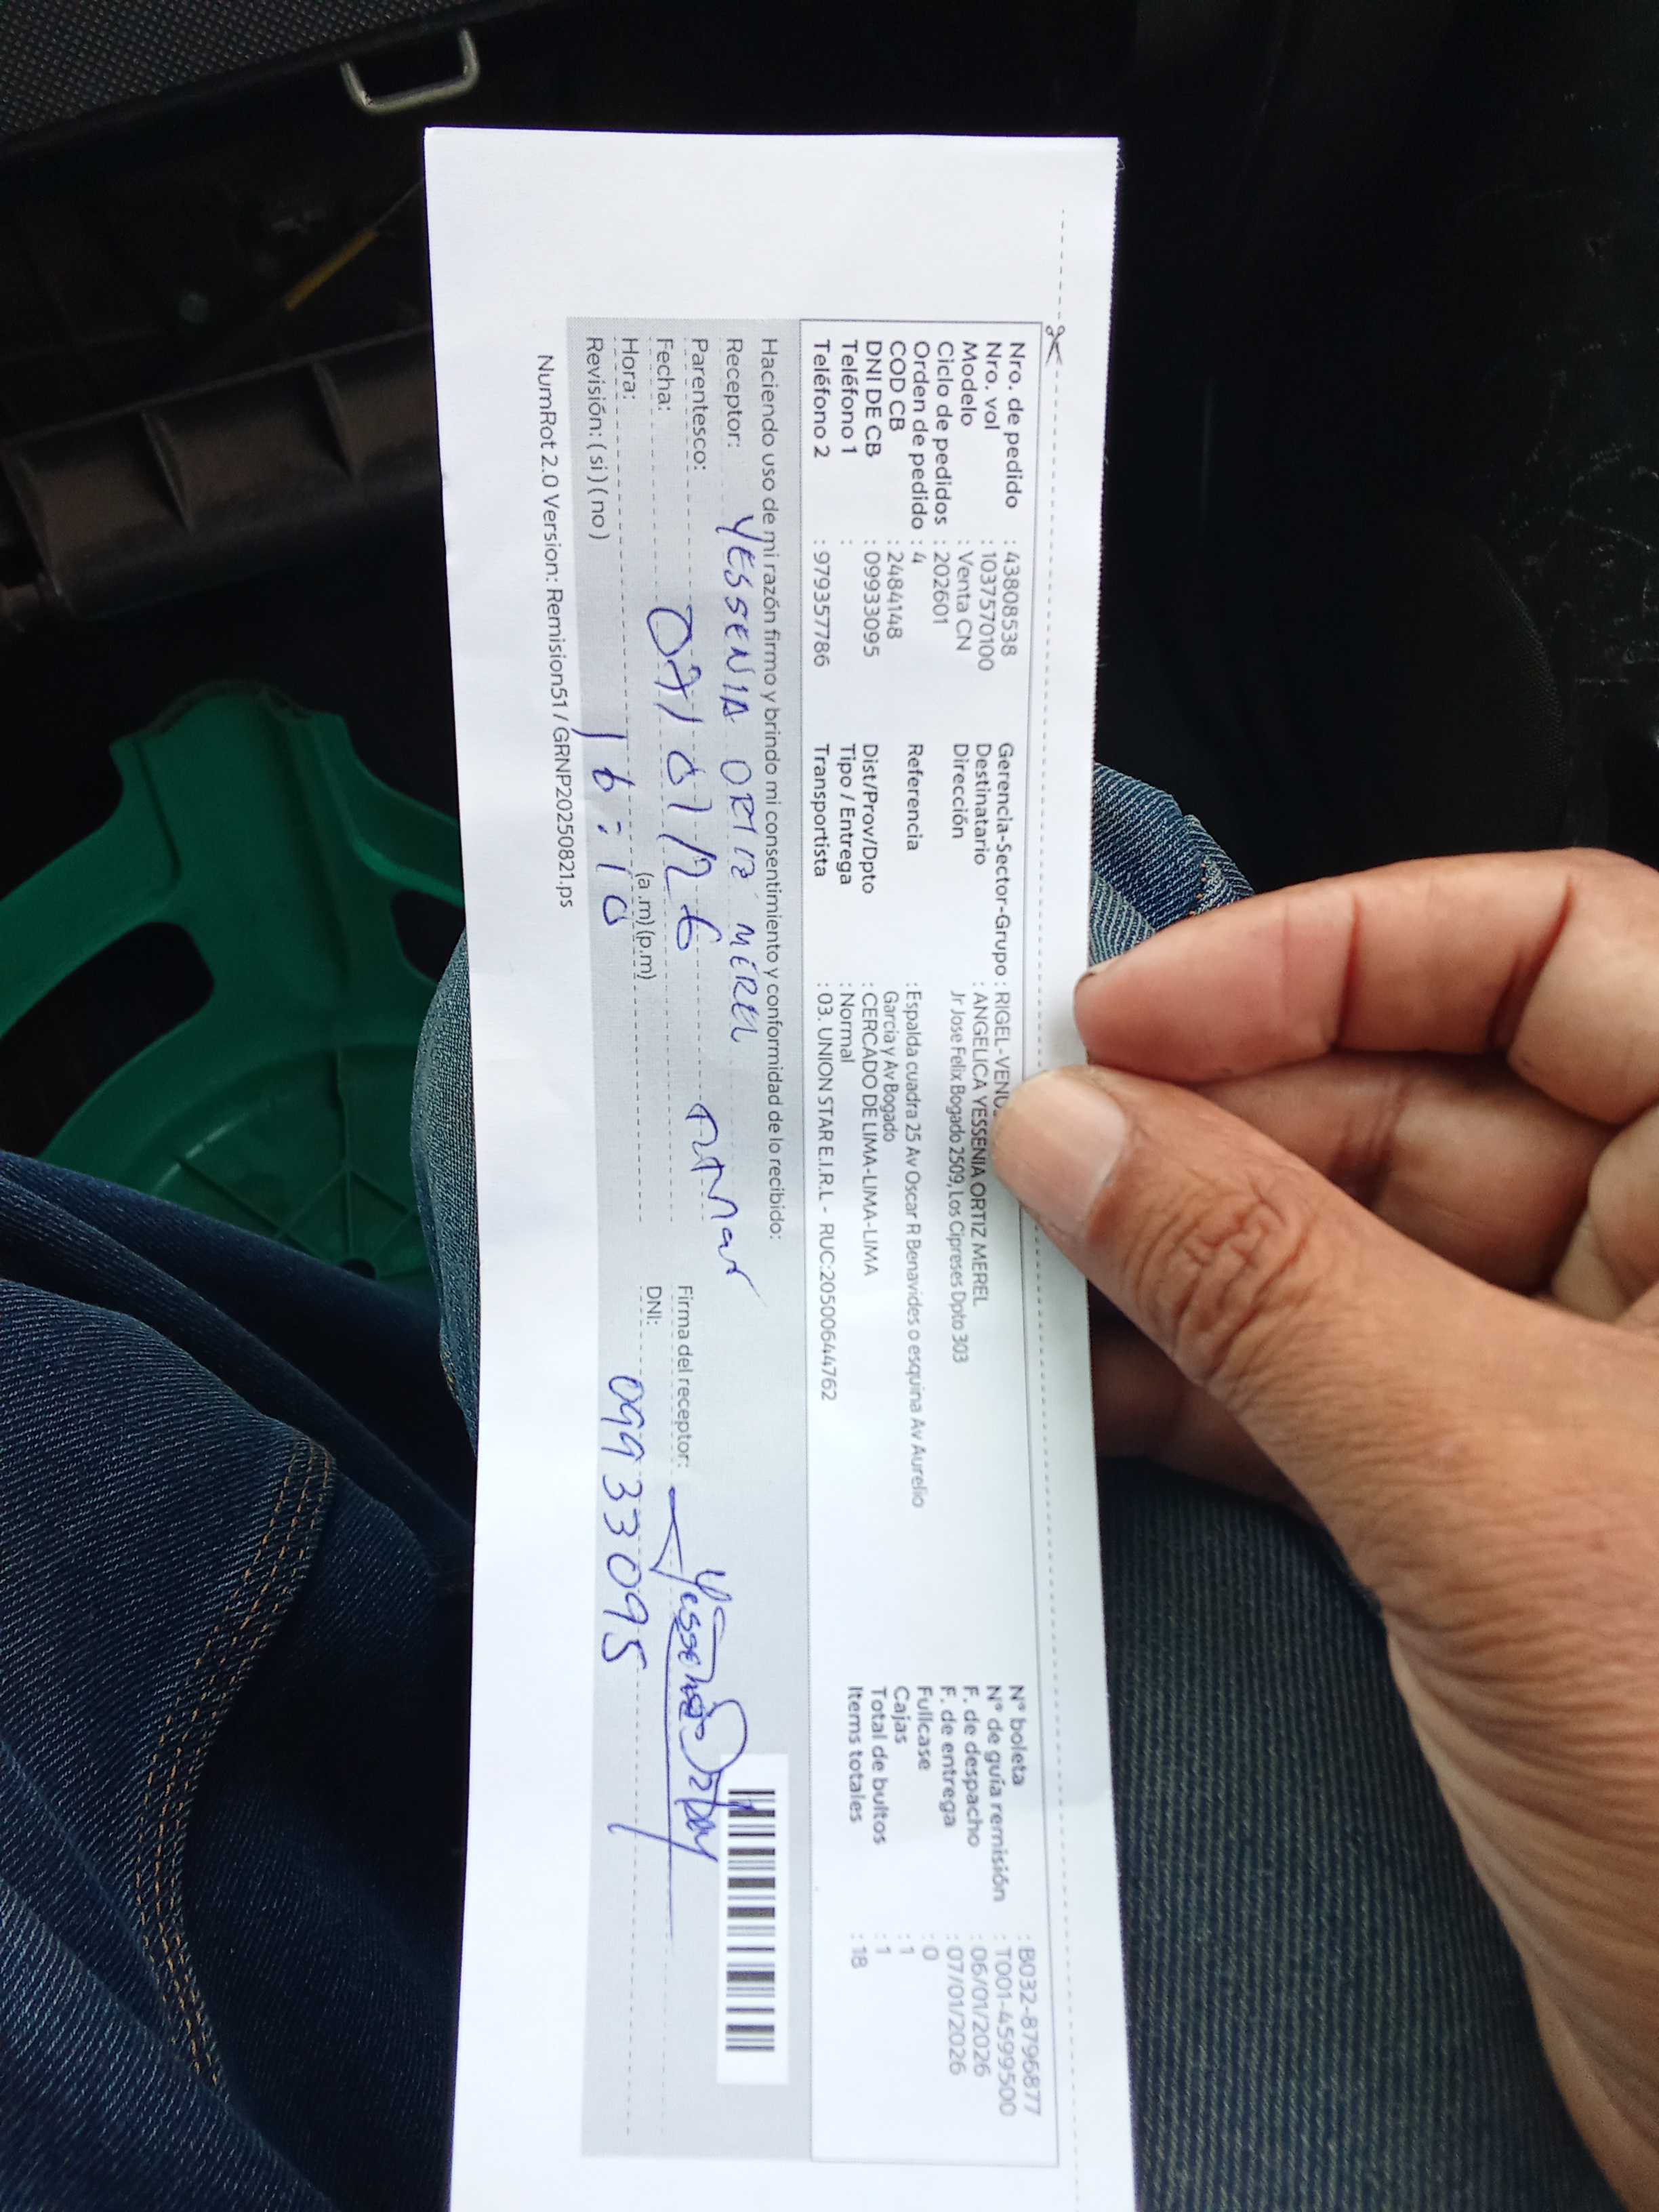 Nro. de pedido : 43808538
Nro. vol : 1037570100
Modelo : Venta CN
Ciclo de pedidos : 202601
Orden de pedido : 4
COD CB : 2484148
DNI DE CB : 09933095
Teléfono 1 :
Teléfono 2 : 979357786
Gerencia-Sector-Grupo : RIGEL-VENU
Destinatario : ANGELICA YESSENIA ORTIZ MEREL
Dirección Jr Jose Felix Bogado 2509, Los Cipreses Dpto 303
Referencia : Espalda cuadra 25 Av Oscar R Benavides o esquina Av Aurelio
Garcia y Av Bogado
Dist/Prov/Dpto : CERCADO DE LIMA-LIMA-LIMA
Tipo / Entrega : Normal
Transportista : 03. UNION STAR E.I.R.L - RUC:20500644762
N° boleta : B032-8796877
N° de guía remisión : T001-4599500
F. de despacho : 06/01/2026
F. de entrega : 07/01/2026
Fullcase : 0
Cajas : 1
Total de bultos : 1
Items totales : 18
Haciendo uso de mi razón firmo y brindo mi consentimiento y conformidad de lo recibido:
Receptor: YESSENIA ORTIZ MEREL
Parentesco:
Fecha: 07/01/26
Hora: 16:10 (a.m) (p.m)
Revisión: ( si ) ( no )
Firma del receptor: Yessenia
DNI: 09933095
NumRot 2.0 Version: Remision51 / GRNP20250821.ps